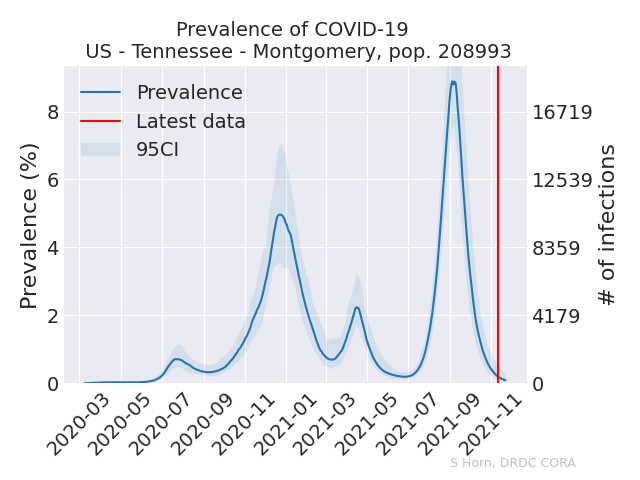 Prevalence of COVID-19
US - Tennessee - Montgomery, pop. 208993
Prevalence
Latest data
95CI
Prevalence (%)
8
6
4
2
0
16719
12539
8359
4179
0
# of infections
2020-03
2020-05
2020-07
2020-09
2020-11
2021-01
2021-03
2021-05
2021-07
2021-09
2021-11
S Horn, DRDC CORA